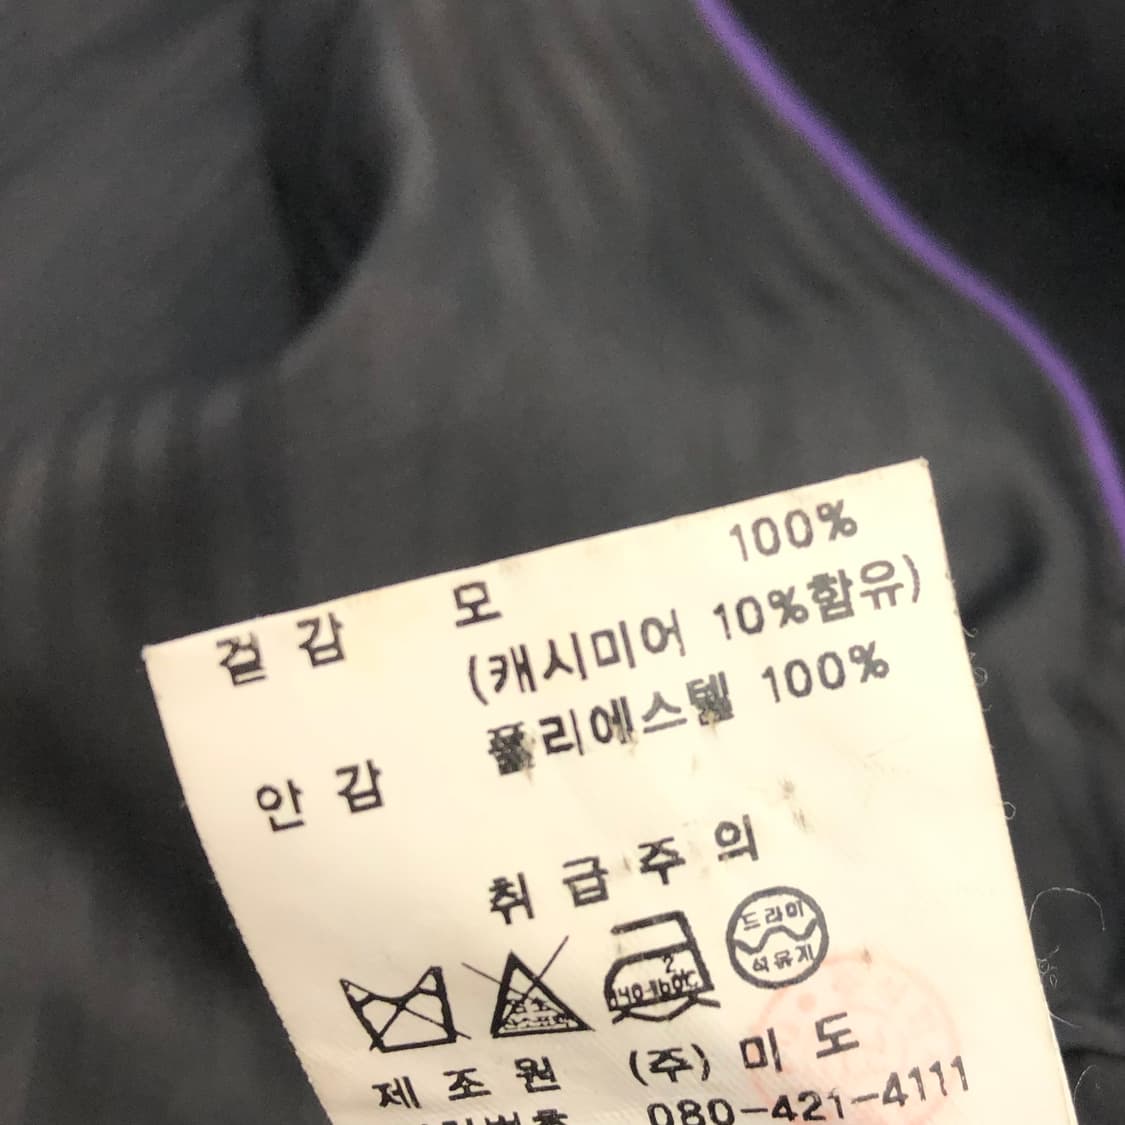 겉감 모 100%
(캐시미어 10%함유)
안감 폴리에스텔 100%
취급주의
드라이
석유계
제조원 (주)미도
080-421-4111